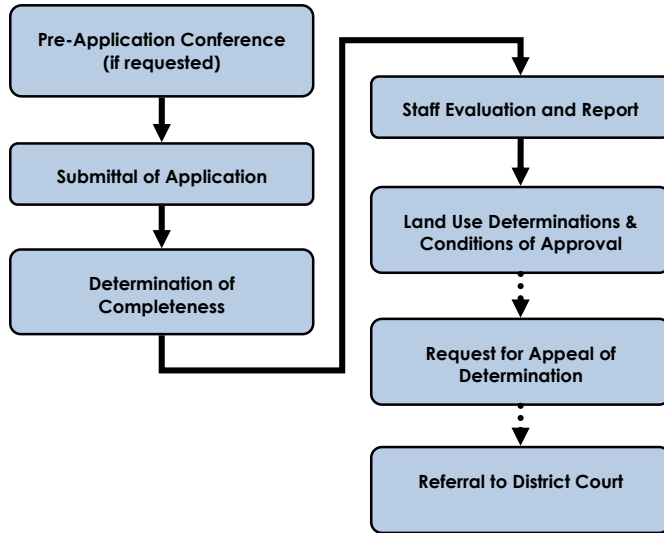 Pre-Application Conference
(if requested)
Submittal of Application
Determination of
Completeness
Staff Evaluation and Report
Land Use Determinations &
Conditions of Approval
Request for Appeal of
Determination
Referral to District Court